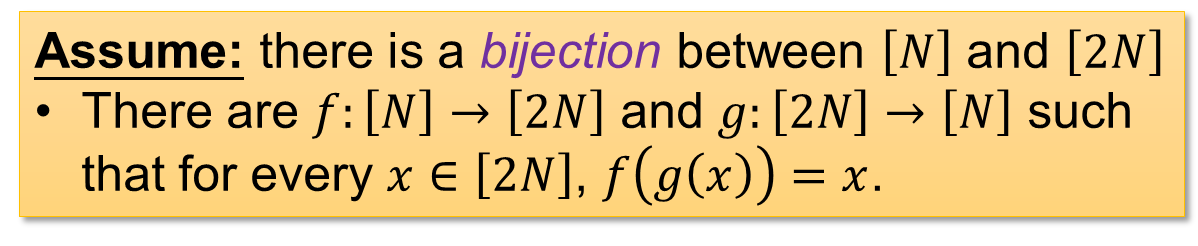 Assume: there is a bijection between [N] and [2N]
• There are f: [N] → [2N] and g: [2N] → [N] such
that for every x ∈ [2N], f(g(x)) = x.